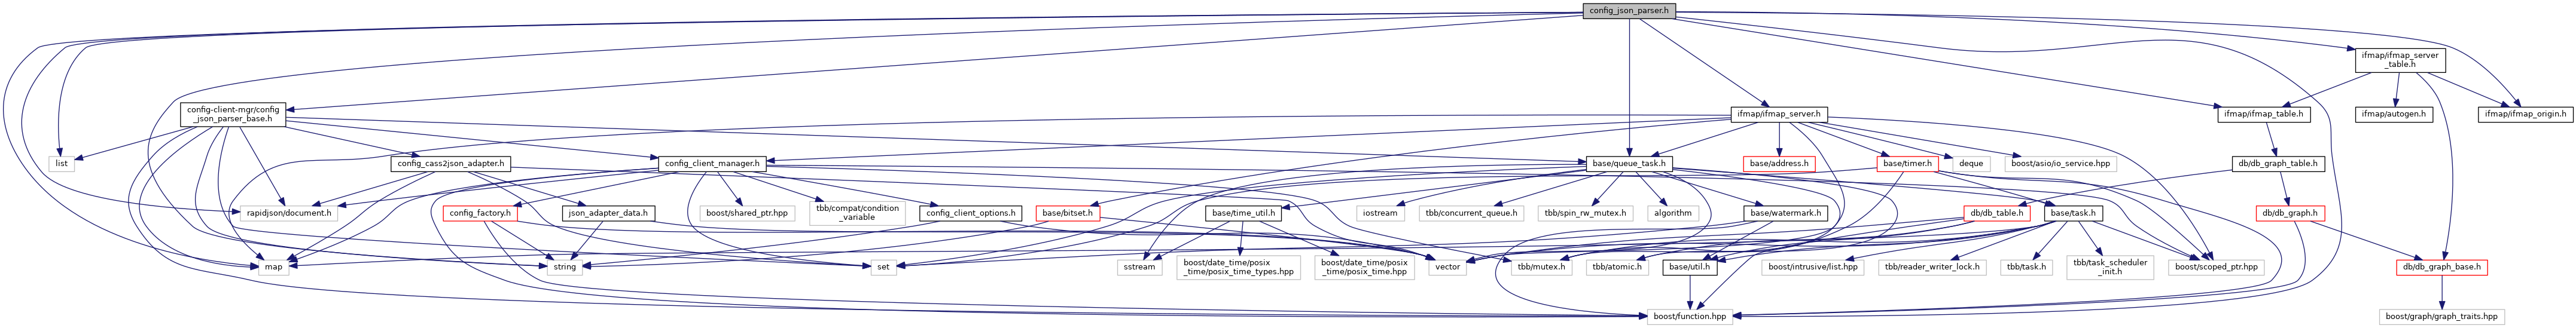 config_json_parser.h
ifmap/ifmap_server
_table.h
config-client-mgr/config
_json_parser_base.h
ifmap/ifmap_server.h
ifmap/ifmap_table.h
ifmap/autogen.h
ifmap/ifmap_origin.h
list
config_cass2json_adapter.h
config_client_manager.h
base/queue_task.h
base/address.h
base/timer.h
deque
boost/asio/io_service.hpp
db/db_graph_table.h
rapidjson/document.h
config_factory.h
json_adapter_data.h
boost/shared_ptr.hpp
tbb/compat/condition
_variable
config_client_options.h
base/bitset.h
base/time_util.h
iostream
tbb/concurrent_queue.h
tbb/spin_rw_mutex.h
algorithm
base/watermark.h
db/db_table.h
base/task.h
db/db_graph.h
map
string
set
sstream
boost/date_time/posix
_time/posix_time_types.hpp
boost/date_time/posix
_time/posix_time.hpp
vector
tbb/mutex.h
tbb/atomic.h
base/util.h
boost/intrusive/list.hpp
tbb/reader_writer_lock.h
tbb/task.h
tbb/task_scheduler
_init.h
boost/scoped_ptr.hpp
db/db_graph_base.h
boost/function.hpp
boost/graph/graph_traits.hpp